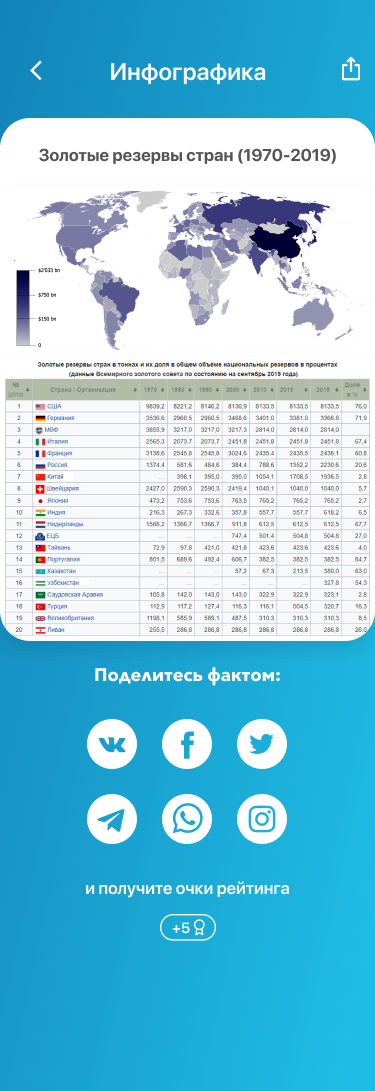 Инфографика
Золотые резервы стран (1970-2019)
$2'033 bn
$750 bn
$150 bn
0
Золотые резервы стран в тоннах и их доля в общем объёме национальных резервов в процентах
(данные Всемирного золотого совета по состоянию на сентябрь 2019 года)
№ (2019) Страна / Организация 1970 1980 1990 2000 2010 2015 2019 Доля в %
1 США 9839,2 8221,2 8146,2 8136,9 8133,5 8133,5 8133,5 76,0
2 Германия 3536,6 2960,5 2960,5 3468,6 3401,0 3381,0 3366,8 71,9
3 МВФ 3855,9 3217,0 3217,0 3217,3 2814,0 2814,0 2814,0
4 Италия 2565,3 2073,7 2073,7 2451,8 2451,8 2451,8 2451,8 67,4
5 Франция 3138,6 2545,8 2545,8 3024,6 2435,4 2435,5 2436,1 60,8
6 Россия 1374,4 581,6 484,6 384,4 788,6 1352,2 2230,6 20,6
7 Китай 398,1 395,0 395,0 1054,1 1708,5 1936,5 2,8
8 Швейцария 2427,0 2590,3 2590,3 2419,4 1040,1 1040,0 1040,0 5,7
9 Япония 473,2 753,6 753,6 763,5 765,2 765,2 765,2 2,7
10 Индия 216,3 267,3 332,6 357,8 557,7 557,7 618,2 6,5
11 Нидерланды 1588,2 1366,7 1366,7 911,8 612,5 612,5 612,5 67,7
12 ЕЦБ ... ... ... 747,4 501,4 504,8 504,8 27,0
13 Тайвань 72,9 97,8 421,0 421,8 423,6 423,6 423,6 4,0
14 Португалия 801,5 689,6 492,4 606,7 382,5 382,5 382,5 64,7
15 Казахстан ... ... ... 57,2 67,3 213,5 380,0 63,0
16 Узбекистан ... ... ... ... ... ... 327,8 54,3
17 Саудовская Аравия 105,8 142,0 143,0 143,0 322,9 322,9 323,1 2,8
18 Турция 112,9 117,2 127,4 116,3 116,1 504,5 320,7 16,3
19 Великобритания 1198,1 585,9 589,1 487,5 310,3 310,3 310,3 8,5
20 Ливан 255,5 286,8 286,8 286,8 286,8 286,8 286,8 26,0
Поделитесь фактом:
и получите очки рейтинга
+5